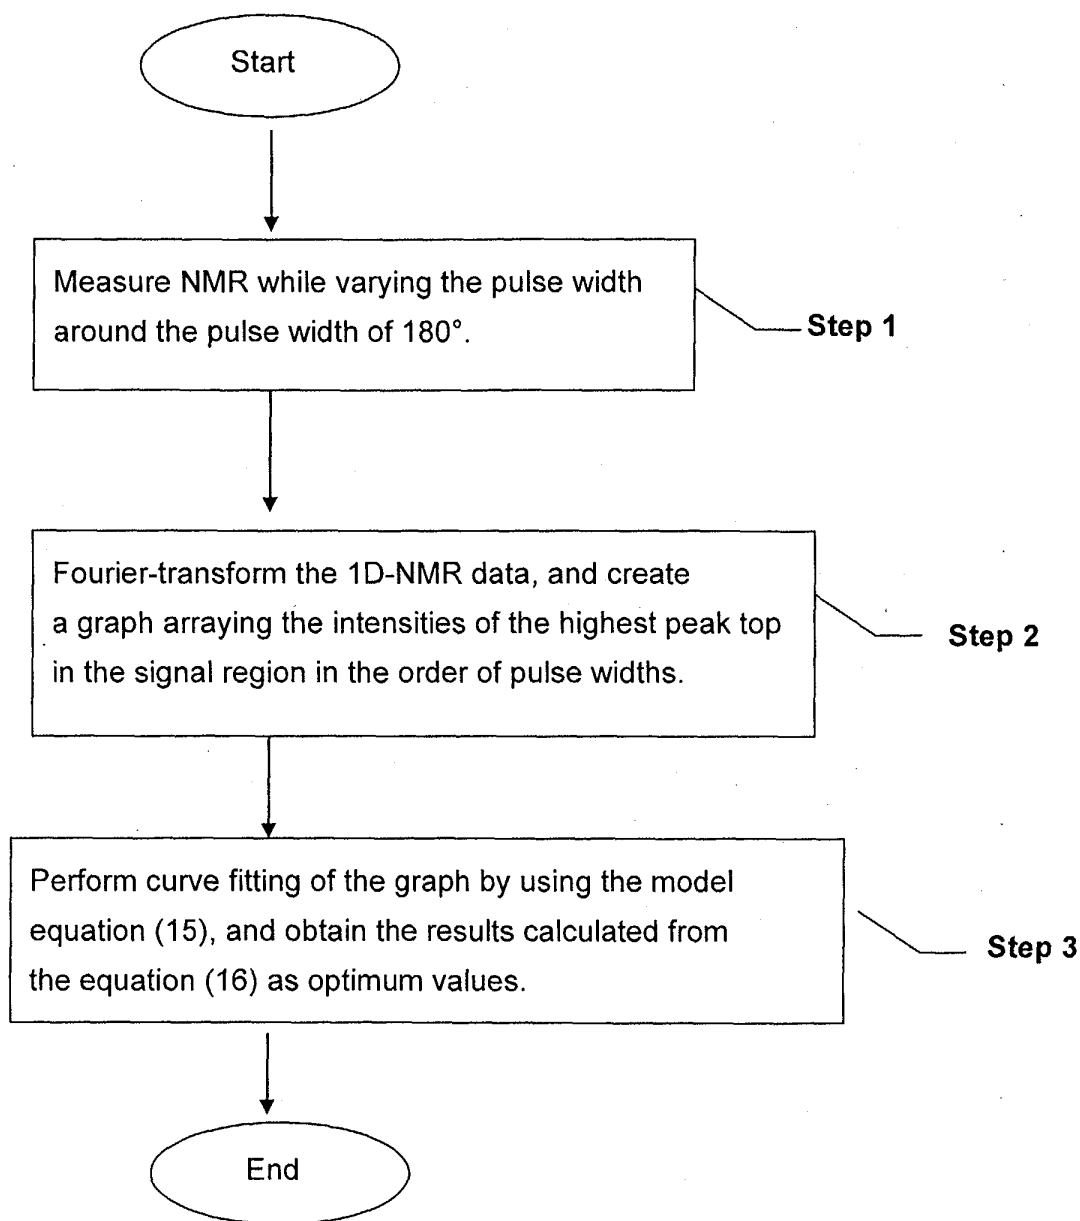 Start
Measure NMR while varying the pulse width
around the pulse width of 180°.
Step 1
Fourier-transform the 1D-NMR data, and create
a graph arraying the intensities of the highest peak top
in the signal region in the order of pulse widths.
Step 2
Perform curve fitting of the graph by using the model
equation (15), and obtain the results calculated from
the equation (16) as optimum values.
Step 3
End